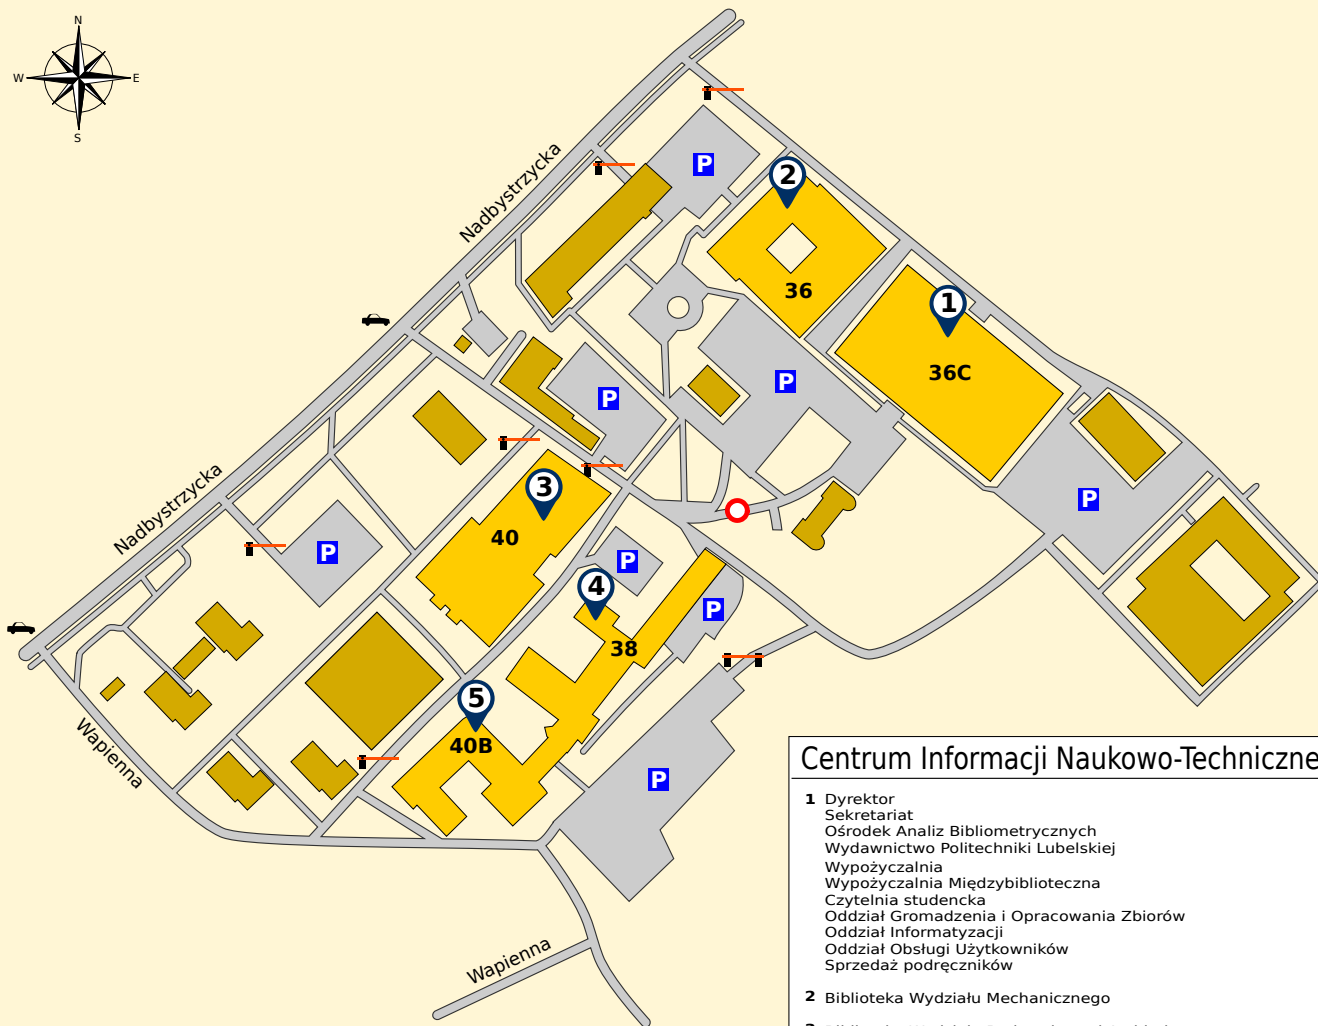 N
W
E
S
Nadbystrzycka
P
2
36
1
36C
P
P
P
3
40
Nadbystrzycka
P
P
4
P
38
5
40B
P
Wapienna
Wapienna
Centrum Informacji Naukowo-Techniczne
1 Dyrektor
Sekretariat
Ośrodek Analiz Bibliometrycznych
Wydawnictwo Politechniki Lubelskiej
Wypożyczalnia
Wypożyczalnia Międzybiblioteczna
Czytelnia studencka
Oddział Gromadzenia i Opracowania Zbiorów
Oddział Informatyzacji
Oddział Obsługi Użytkowników
Sprzedaż podręczników
2 Biblioteka Wydziału Mechanicznego